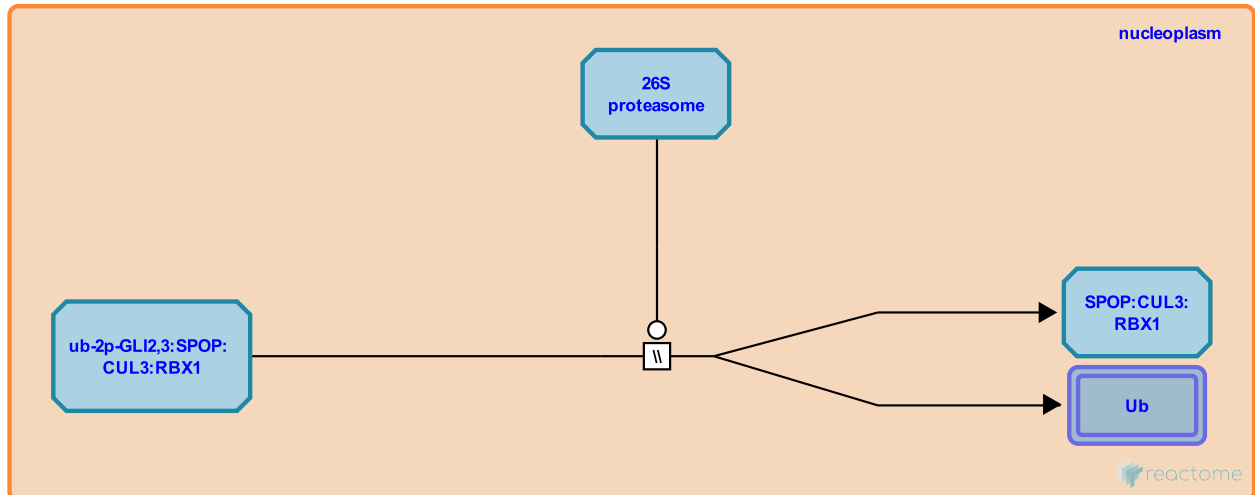 nucleoplasm
26S
proteasome
ub-2p-GLI2,3:SPOP:
CUL3:RBX1
\\
SPOP:CUL3:
RBX1
Ub
reactome